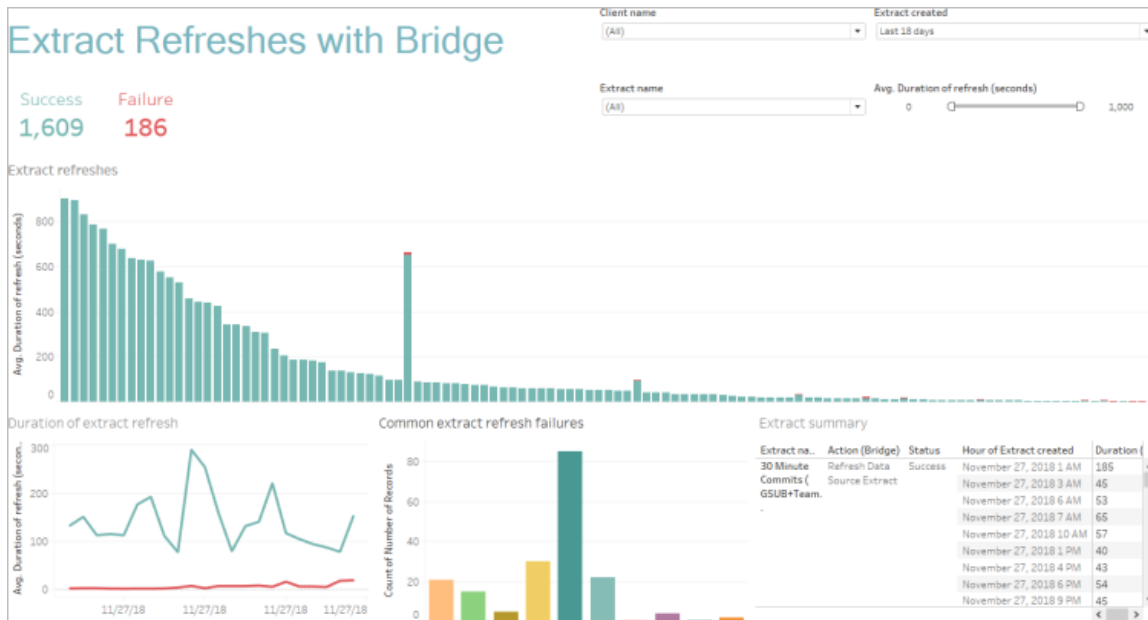 Extract Refreshes with Bridge
Client name
(All)
Extract created
Last 18 days
Extract name
(All)
Avg. Duration of refresh (seconds)
0
1,000
Success
1,609
Failure
186
Extract refreshes
Avg. Duration of refresh (seconds)
800
600
400
200
0
Duration of extract refresh
Avg. Duration of refresh (secon..
300
200
100
0
11/27/18
11/27/18
11/27/18
11/27/18
Common extract refresh failures
Count of Number of Records
80
60
40
20
0
Extract summary
Extract na.. Action (Bridge) Status Hour of Extract created Duration (
30 Minute Refresh Data Success November 27, 2018 1 AM 185
Commits ( Source Extract November 27, 2018 3 AM 45
GSUB+Team. November 27, 2018 6 AM 53
.
November 27, 2018 7 AM 65
November 27, 2018 10 AM 57
November 27, 2018 1 PM 40
November 27, 2018 4 PM 43
November 27, 2018 6 PM 54
November 27, 2018 9 PM 45